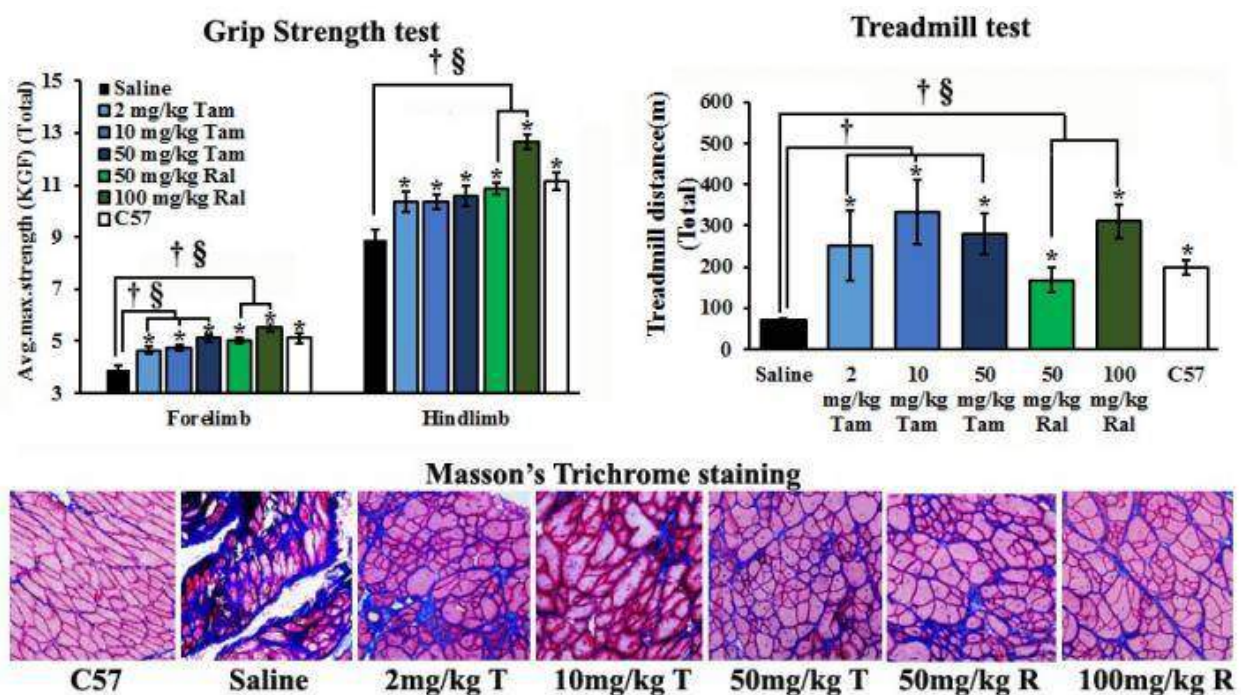 Grip Strength test
Avg.max.strength (KGF) (Total)
15
13
11
9
7
5
3
Saline
2 mg/kg Tam
10 mg/kg Tam
50 mg/kg Tam
50 mg/kg Ral
100 mg/kg Ral
C57
† §
† §
† §
* * * * * *
* * * * * *
Forelimb
Hindlimb
Treadmill test
Treadmill distance(m)
(Total)
600
500
400
300
200
100
0
† §
†
* * * * * *
Saline
2
mg/kg
Tam
10
mg/kg
Tam
50
mg/kg
Tam
50
mg/kg
Ral
100
mg/kg
Ral
C57
Masson's Trichrome staining
C57
Saline
2mg/kg T
10mg/kg T
50mg/kg T
50mg/kg R
100mg/kg R